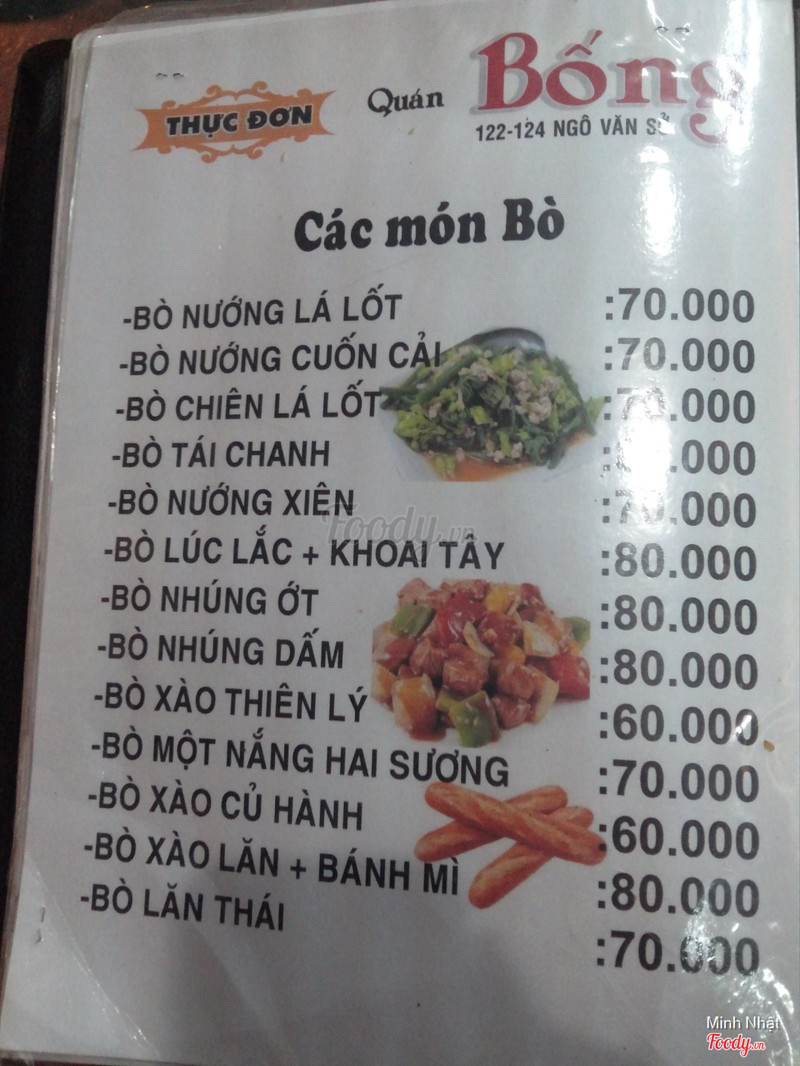 THỰC ĐƠN
Quán Bống
122-124 NGÔ VĂN SỞ
Các món Bò
-BÒ NƯỚNG LÁ LỐT :70.000
-BÒ NƯỚNG CUỐN CẢI :70.000
-BÒ CHIÊN LÁ LỐT :70.000
-BÒ TÁI CHANH
-BÒ NƯỚNG XIÊN :70.000
-BÒ LÚC LẮC + KHOAI TÂY :80.000
-BÒ NHÚNG ỚT :80.000
-BÒ NHÚNG DẤM :80.000
-BÒ XÀO THIÊN LÝ :60.000
-BÒ MỘT NẮNG HAI SƯƠNG :70.000
-BÒ XÀO CỦ HÀNH :60.000
-BÒ XÀO LĂN + BÁNH MÌ :80.000
-BÒ LĂN THÁI :70.000
Foody.vn
Minh Nhật
Foody.vn